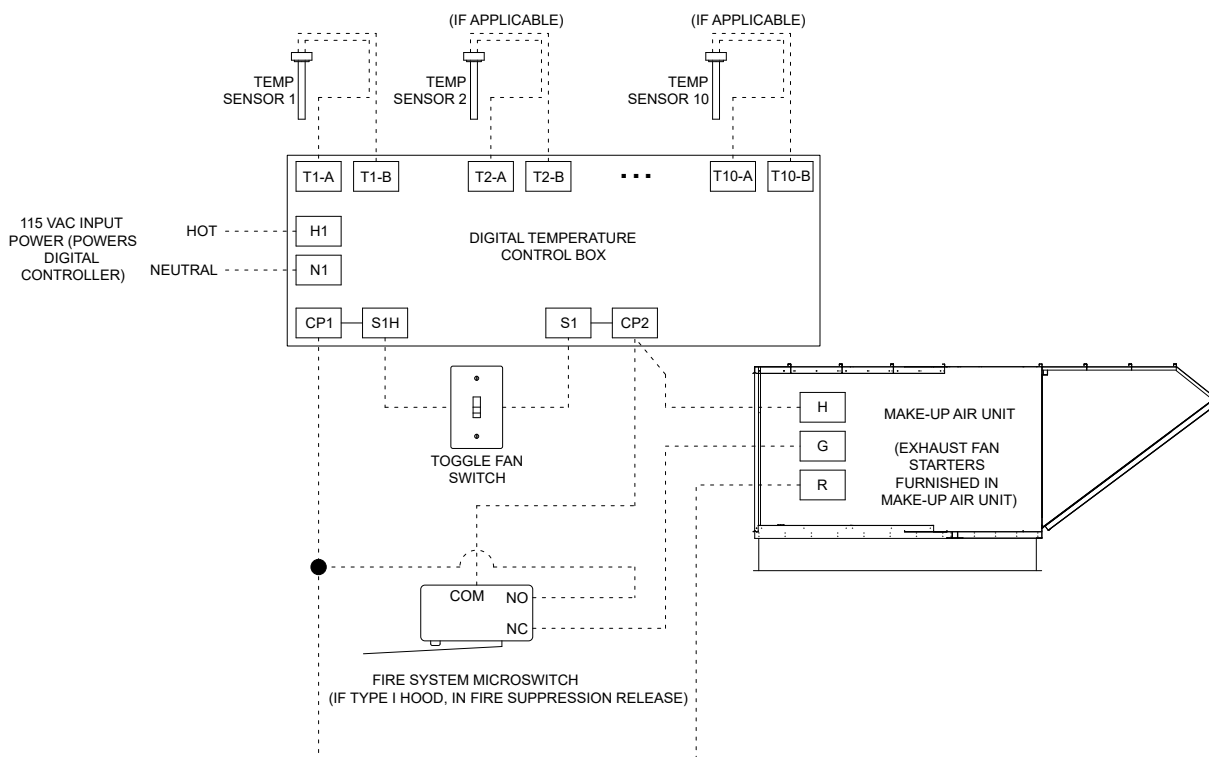 (IF APPLICABLE)
(IF APPLICABLE)
TEMP
SENSOR 1
TEMP
SENSOR 2
TEMP
SENSOR 10
T1-A
T1-B
T2-A
T2-B
...
T10-A
T10-B
115 VAC INPUT
POWER (POWERS
DIGITAL
CONTROLLER)
HOT
NEUTRAL
H1
N1
DIGITAL TEMPERATURE
CONTROL BOX
CP1
S1H
S1
CP2
TOGGLE FAN
SWITCH
H
G
R
MAKE-UP AIR UNIT
(EXHAUST FAN
STARTERS
FURNISHED IN
MAKE-UP AIR UNIT)
COM
NO
NC
FIRE SYSTEM MICROSWITCH
(IF TYPE I HOOD, IN FIRE SUPPRESSION RELEASE)